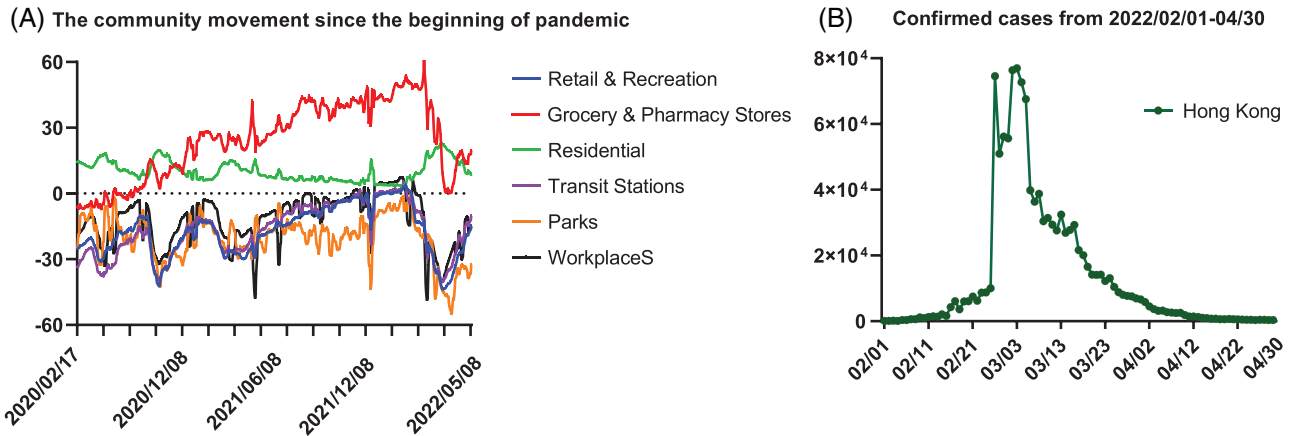 (A) The community movement since the beginning of pandemic
60
30
0
-30
-60
2020/02/17
2020/12/08
2021/06/08
2021/12/08
2022/05/08
Retail & Recreation
Grocery & Pharmacy Stores
Residential
Transit Stations
Parks
WorkplaceS
(B) Confirmed cases from 2022/02/01-04/30
8×10⁴
6×10⁴
4×10⁴
2×10⁴
0
02/01
02/11
02/21
03/03
03/13
03/23
04/02
04/12
04/22
04/30
Hong Kong